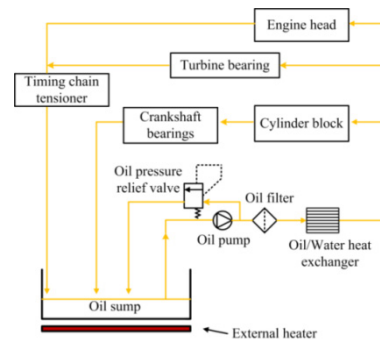 Engine head
Turbine bearing
Timing chain
tensioner
Crankshaft
bearings
Cylinder block
Oil pressure
relief valve
Oil filter
Oil pump
Oil/Water heat
exchanger
Oil sump
External heater